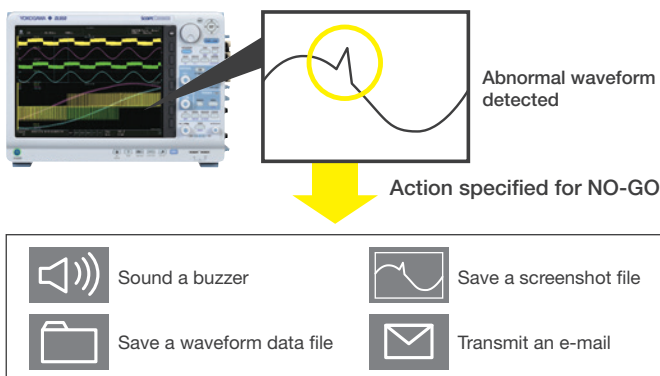 YOKOGAWA
Abnormal waveform
detected
Action specified for NO-GO
Sound a buzzer
Save a screenshot file
Save a waveform data file
Transmit an e-mail